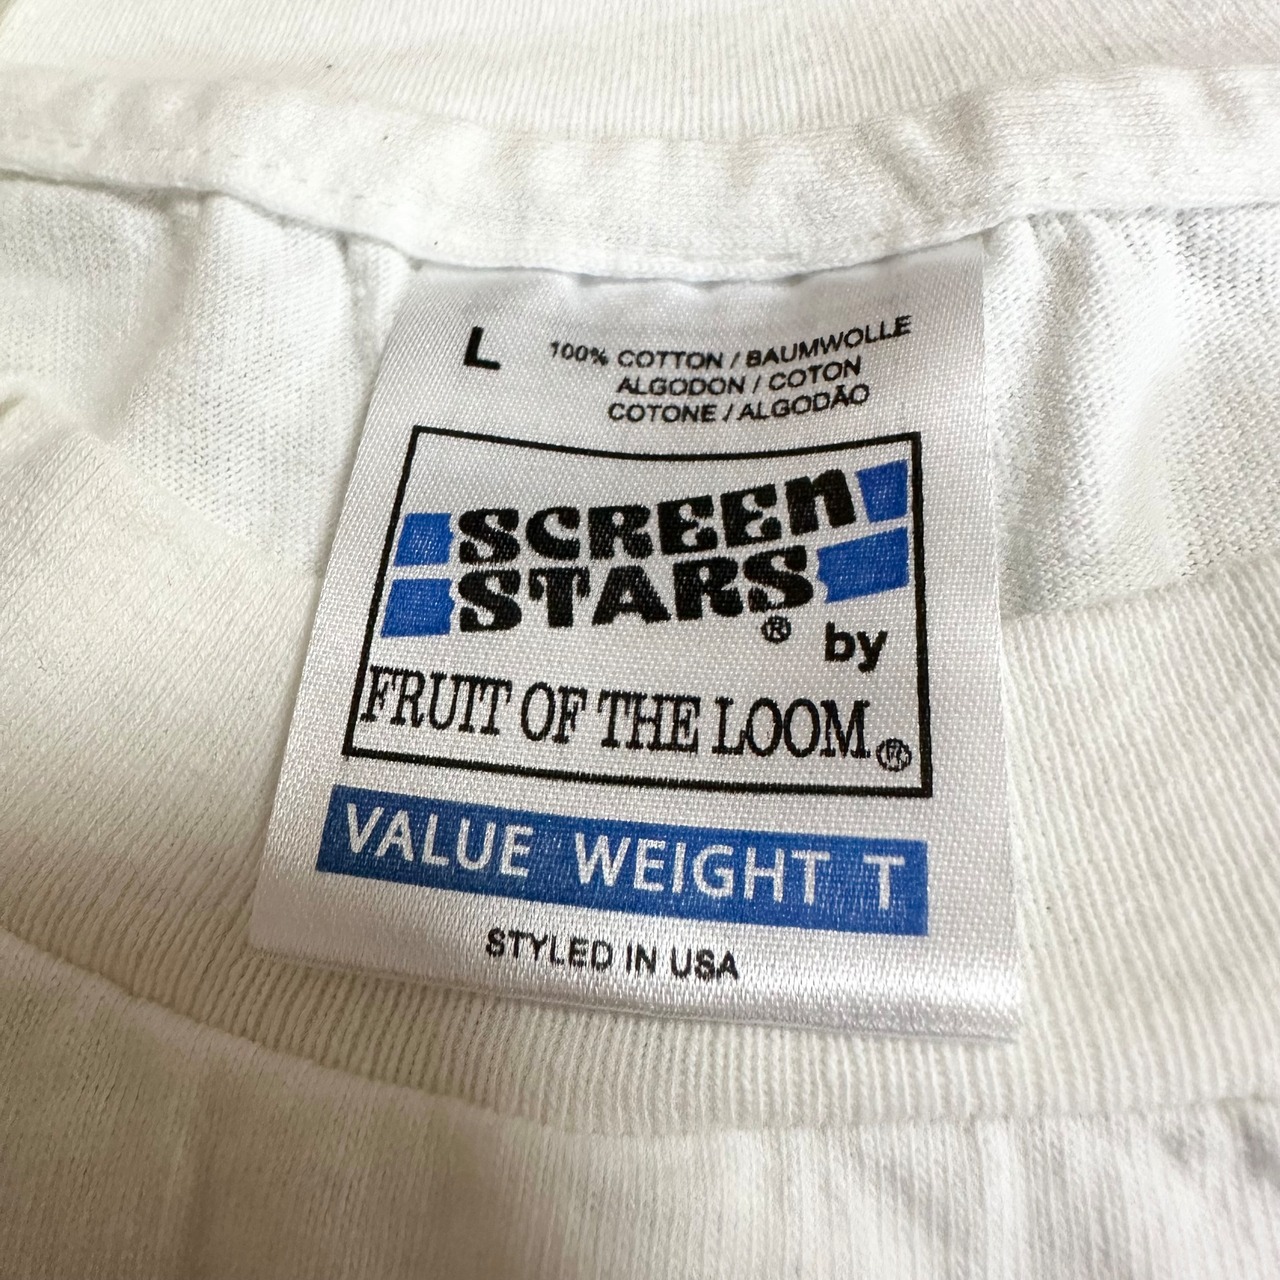 L
100% COTTON / BAUMWOLLE
ALGODON / COTON
COTONE / ALGODÃO
SCREEN
STARS®
by
FRUIT OF THE LOOM®
VALUE WEIGHT T
STYLED IN USA